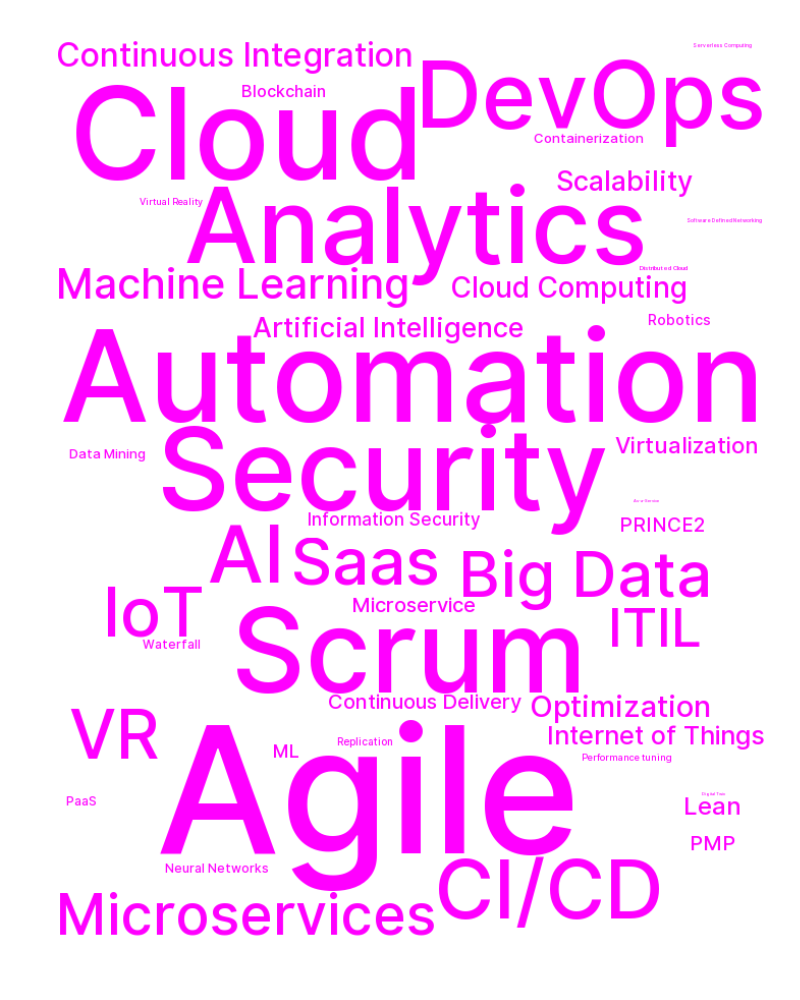 Continuous Integration
Serverless Computing
DevOps
Cloud
Blockchain
Containerization
Scalability
Analytics
Virtual Reality
Software-Defined Networking
Distributed Cloud
Machine Learning
Cloud Computing
Artificial Intelligence
Robotics
Automation
Security
Virtualization
Data Mining
Information Security
PRINCE2
AI
Saas
Big Data
IoT
Microservice
Scrum
ITIL
Waterfall
Continuous Delivery
Optimization
VR
Internet of Things
Agile
ML
Replication
Performance tuning
PaaS
Digital Twin
Lean
PMP
Neural Networks
CI/CD
Microservices